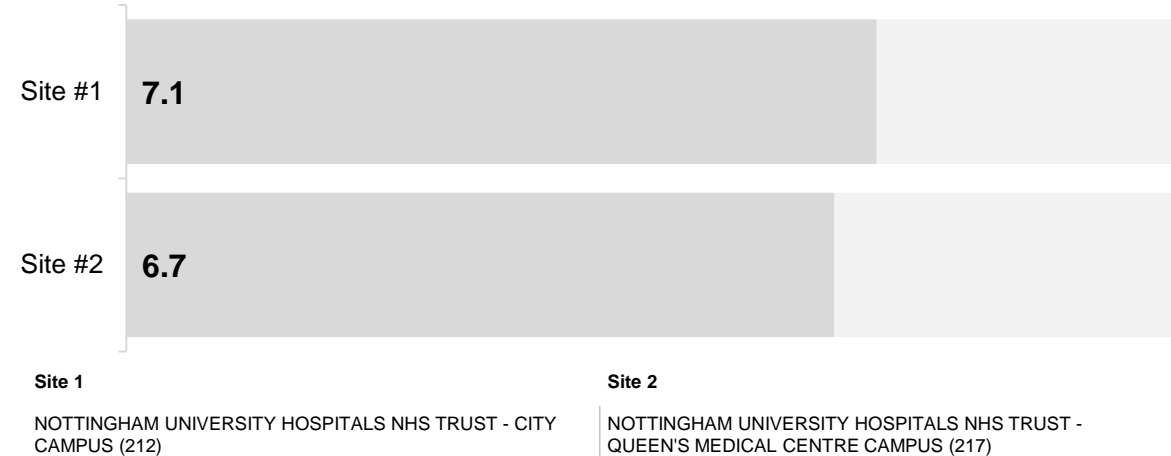 Site #1
7.1
Site #2
6.7
Site 1
NOTTINGHAM UNIVERSITY HOSPITALS NHS TRUST - CITY
CAMPUS (212)
Site 2
NOTTINGHAM UNIVERSITY HOSPITALS NHS TRUST -
QUEEN'S MEDICAL CENTRE CAMPUS (217)